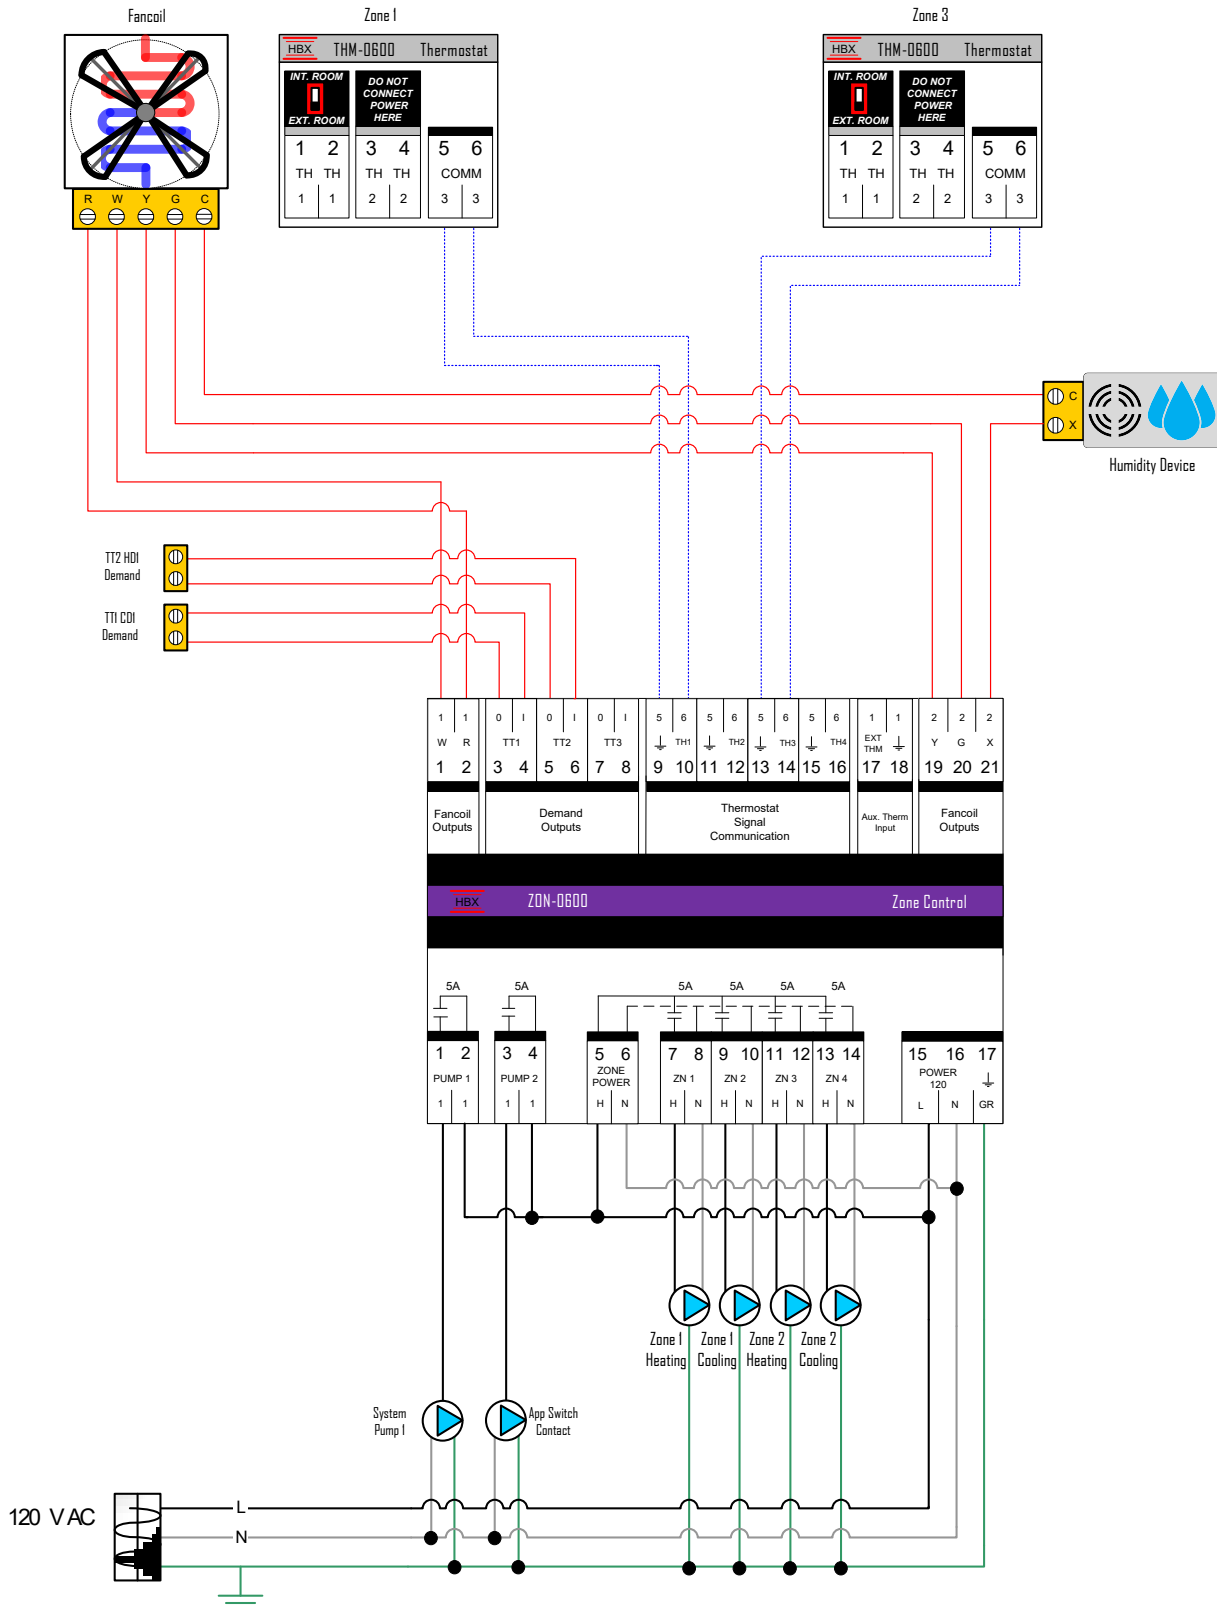 Fancoil
Zone 1
Zone 3
HBX THM-0600 Thermostat
INT. ROOM
EXT. ROOM
DO NOT
CONNECT
POWER
HERE
1 2 3 4 5 6
TH TH TH TH COMM
1 1 2 2 3 3
HBX THM-0600 Thermostat
INT. ROOM
EXT. ROOM
DO NOT
CONNECT
POWER
HERE
1 2 3 4 5 6
TH TH TH TH COMM
1 1 2 2 3 3
R W Y G C
C
X
Humidity Device
TT2 HD1
Demand
TT1 CD1
Demand
1 1 0 I 0 I 0 I 5 6 5 6 5 6 5 6 1 1 2 2 2
W R TT1 TT2 TT3 TH1 TH2 TH3 TH4 EXT THM Y G X
1 2 3 4 5 6 7 8 9 10 11 12 13 14 15 16 17 18 19 20 21
Fancoil
Outputs
Demand
Outputs
Thermostat
Signal
Communication
Aux. Therm
Input
Fancoil
Outputs
HBX ZON-0600 Zone Control
5A 5A 5A 5A 5A 5A
1 2 3 4 5 6 7 8 9 10 11 12 13 14 15 16 17
PUMP 1 PUMP 2 ZONE POWER ZN 1 ZN 2 ZN 3 ZN 4 POWER 120
1 1 1 1 H N H N H N H N H N L N GR
Zone 1
Heating
Zone 1
Cooling
Zone 2
Heating
Zone 2
Cooling
System
Pump 1
App Switch
Contact
120 VAC
L
N